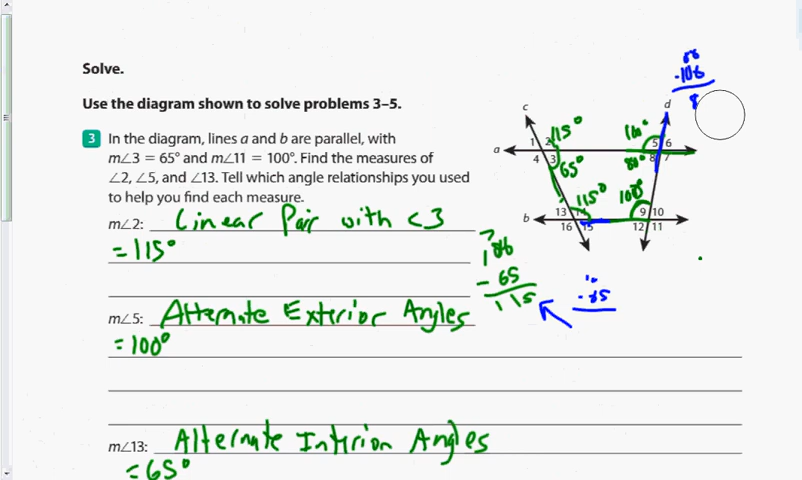 Solve.
Use the diagram shown to solve problems 3–5.
3 In the diagram, lines a and b are parallel, with
m∠3 = 65° and m∠11 = 100°. Find the measures of
∠2, ∠5, and ∠13. Tell which angle relationships you used
to help you find each measure.
m∠2: Linear Pair with <3
= 115°
m∠5: Alternate Exterior Angles
= 100°
m∠13: Alternate Interior Angles
= 65°
c
d
1 2 115°
5 6
a
4 3 65°
80° 8 7
115°
100°
b
13 14
9 10
16 15
12 11
- 65
115